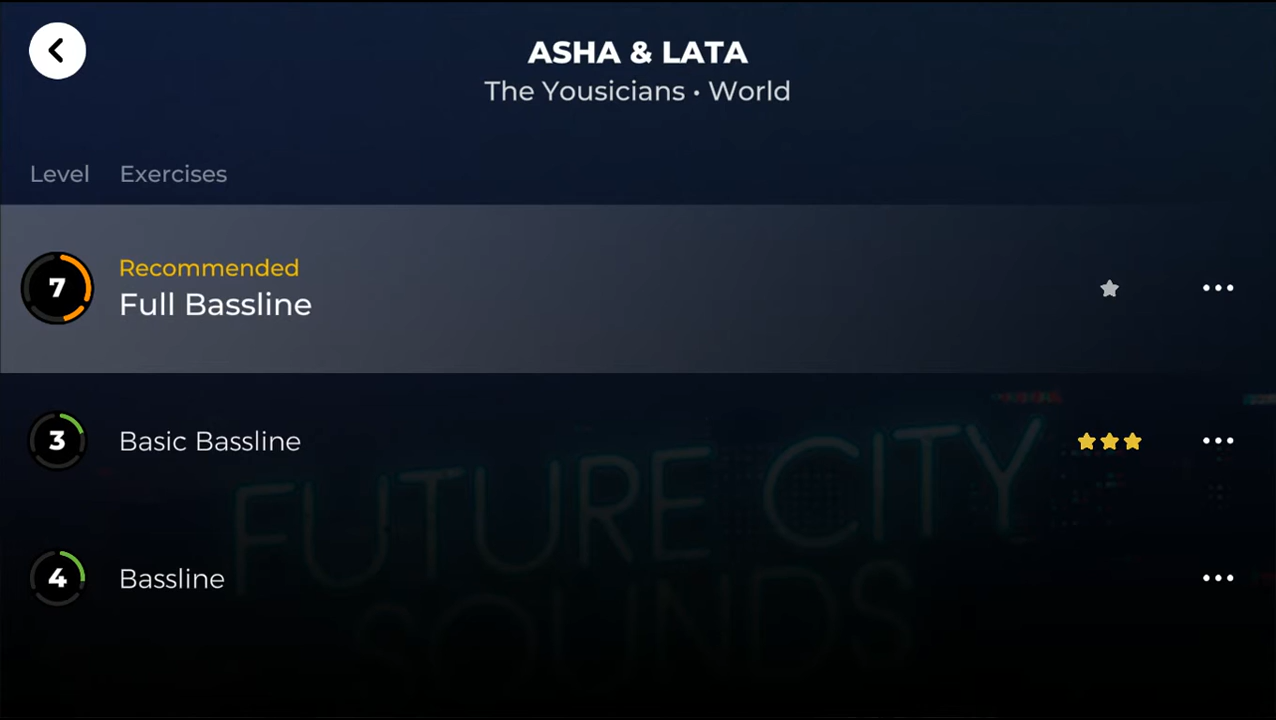 ASHA & LATA
The Yousicians • World
Level Exercises
7
Recommended
Full Bassline
3 Basic Bassline
4 Bassline
FUTURE CITY
SOUNDS